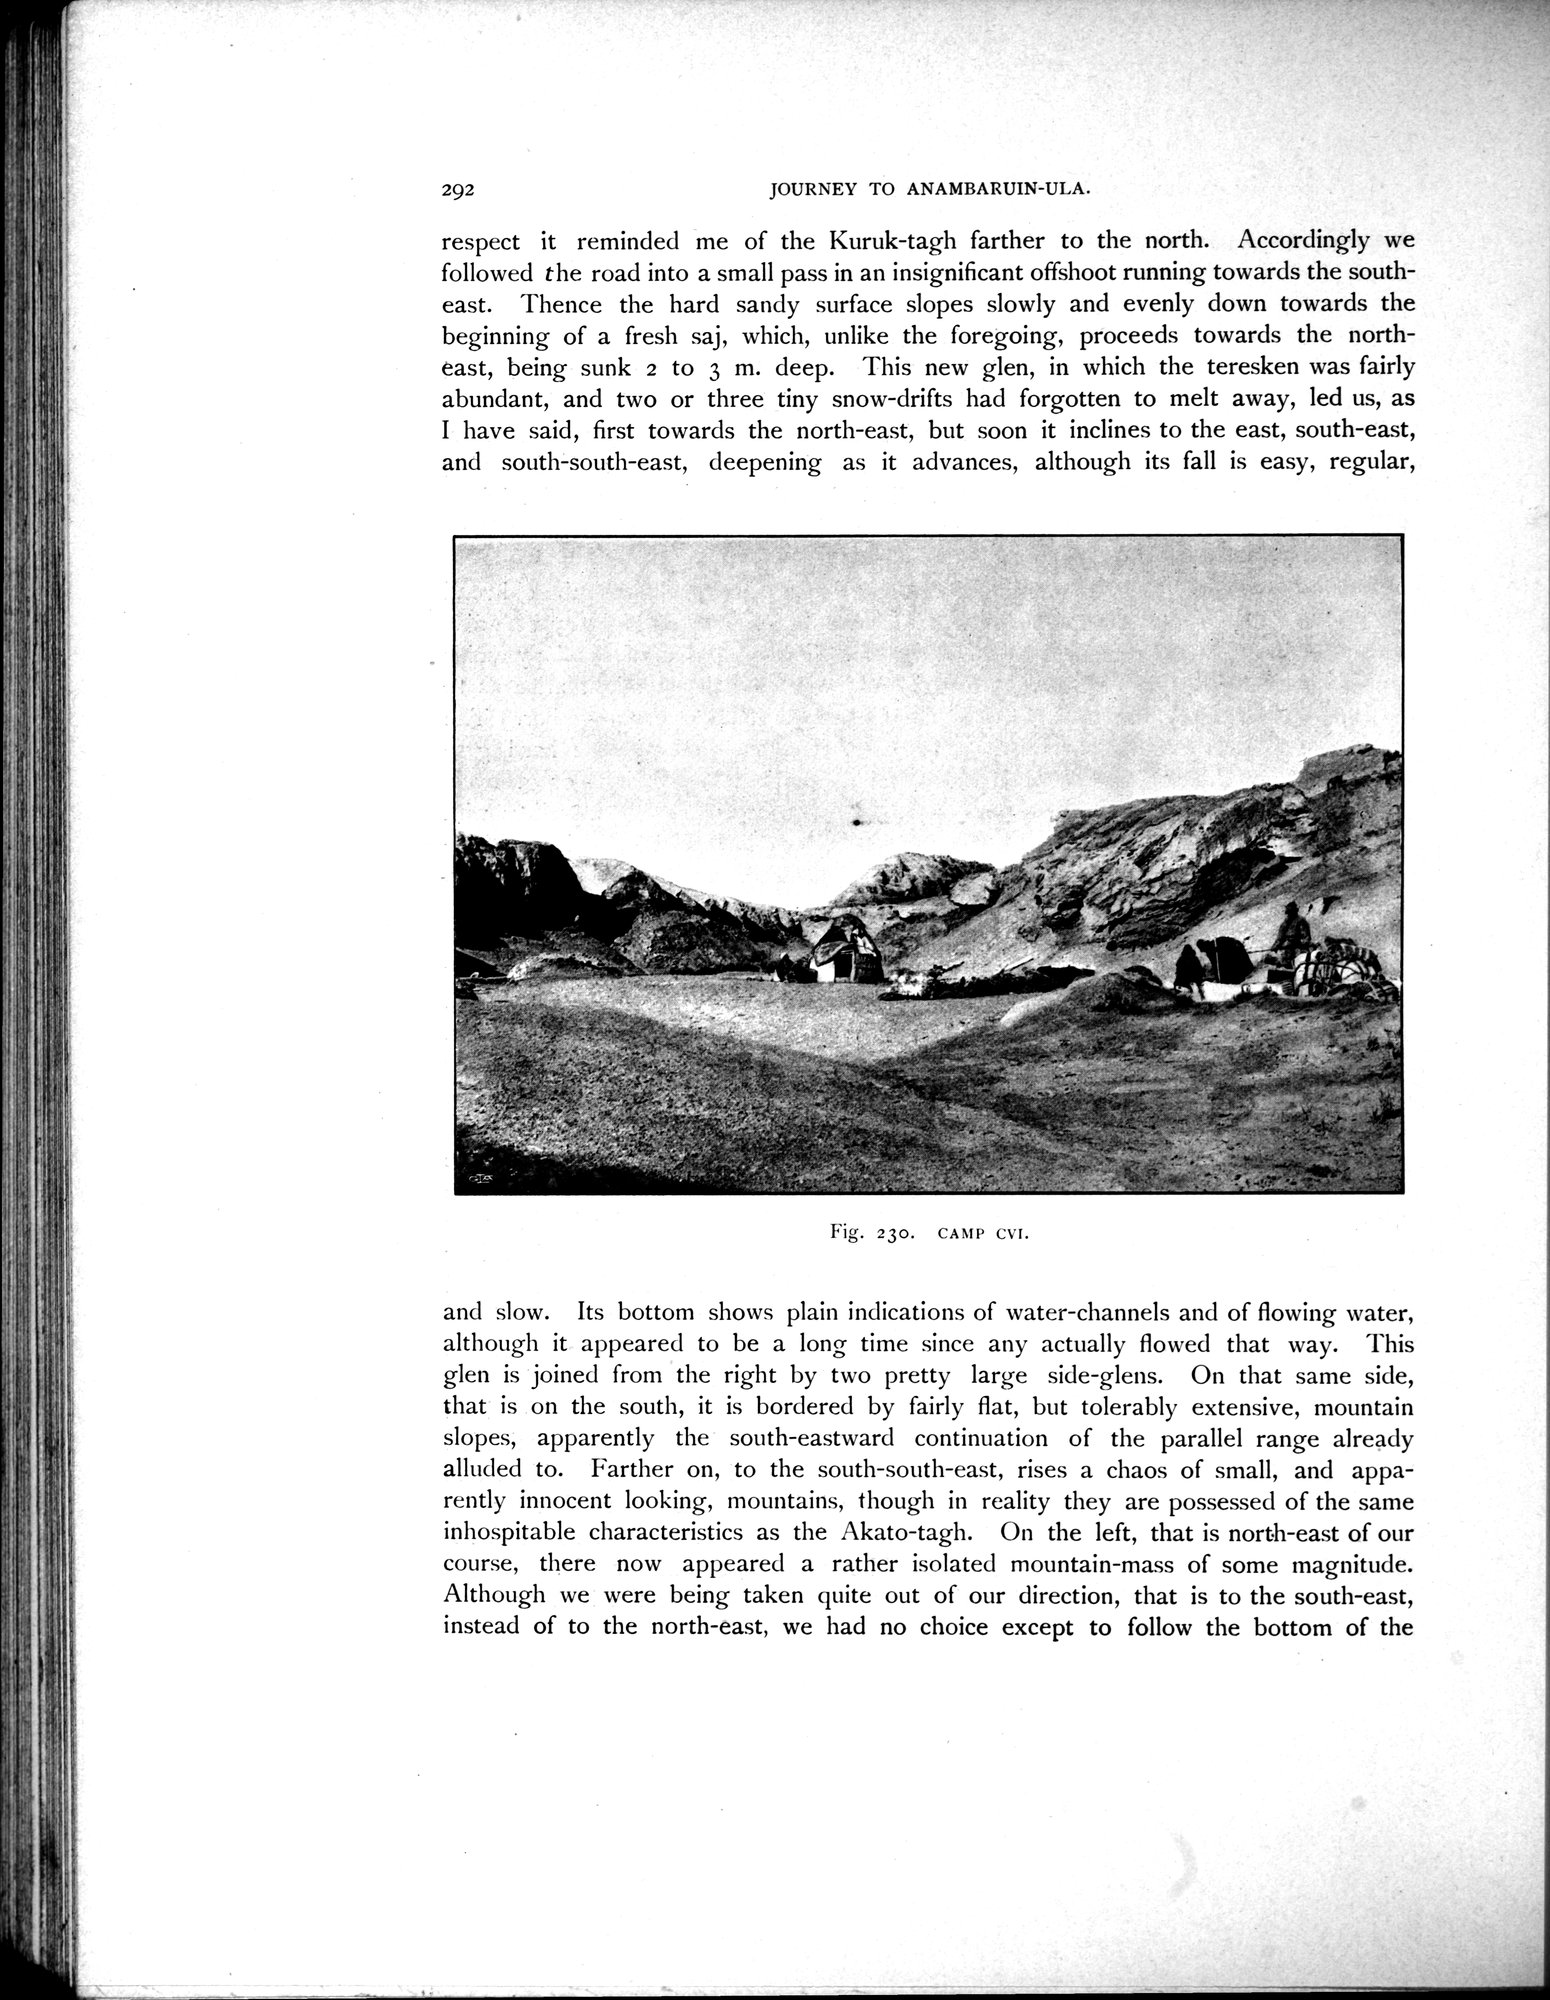 292 JOURNEY TO ANAMBARUIN-ULA.
respect it reminded me of the Kuruk-tagh farther to the north. Accordingly we
followed the road into a small pass in an insignificant offshoot running towards the south-
east. Thence the hard sandy surface slopes slowly and evenly down towards the
beginning of a fresh saj, which, unlike the foregoing, proceeds towards the north-
east, being sunk 2 to 3 m. deep. This new glen, in which the teresken was fairly
abundant, and two or three tiny snow-drifts had forgotten to melt away, led us, as
I have said, first towards the north-east, but soon it inclines to the east, south-east,
and south-south-east, deepening as it advances, although its fall is easy, regular,
Fig. 230. CAMP CVI.
and slow. Its bottom shows plain indications of water-channels and of flowing water,
although it appeared to be a long time since any actually flowed that way. This
glen is joined from the right by two pretty large side-glens. On that same side,
that is on the south, it is bordered by fairly flat, but tolerably extensive, mountain
slopes, apparently the south-eastward continuation of the parallel range already
alluded to. Farther on, to the south-south-east, rises a chaos of small, and appa-
rently innocent looking, mountains, though in reality they are possessed of the same
inhospitable characteristics as the Akato-tagh. On the left, that is north-east of our
course, there now appeared a rather isolated mountain-mass of some magnitude.
Although we were being taken quite out of our direction, that is to the south-east,
instead of to the north-east, we had no choice except to follow the bottom of the